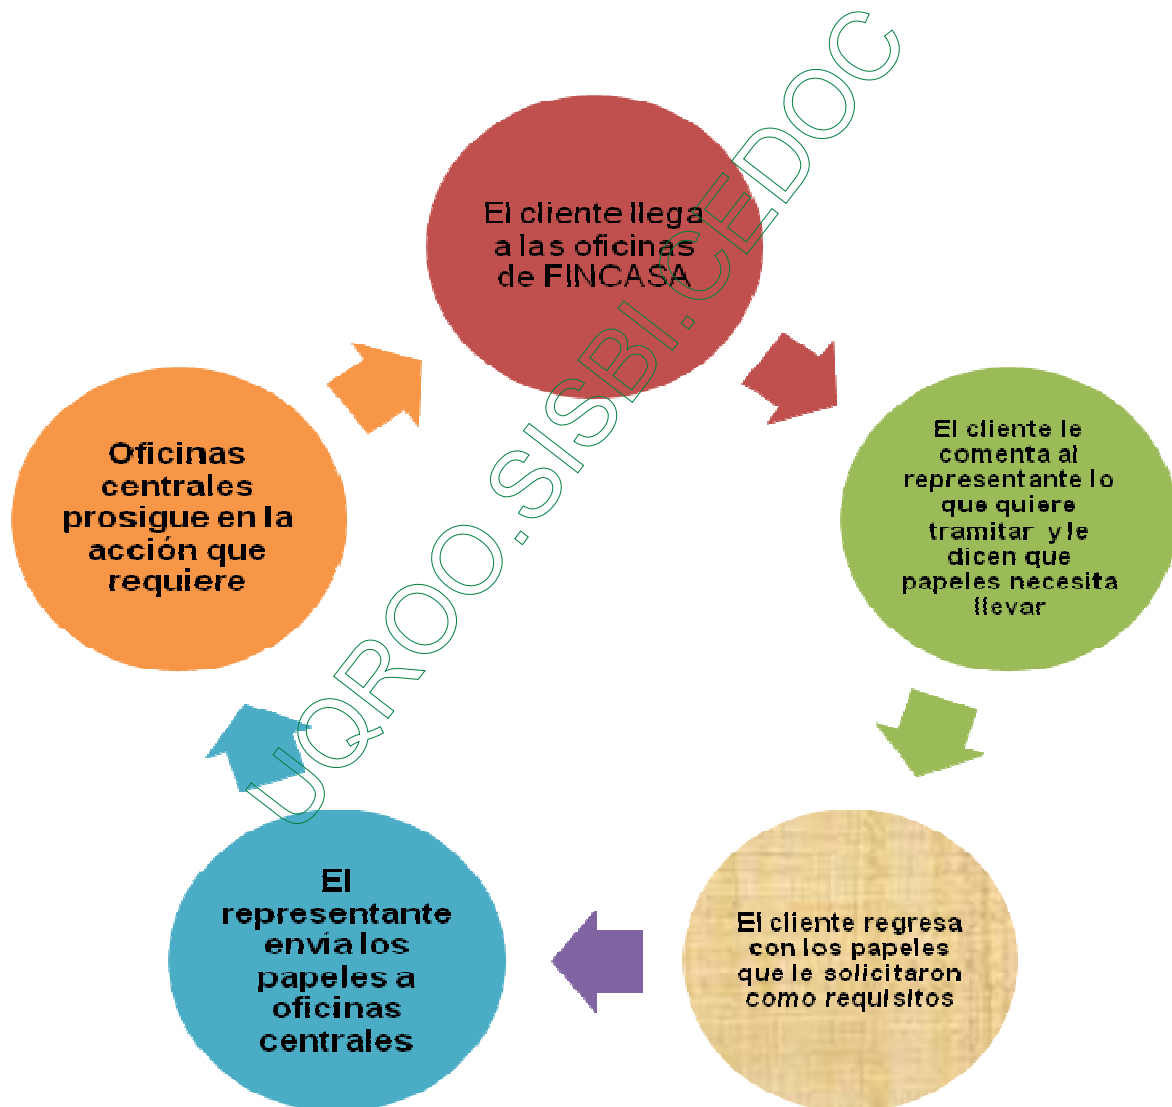 El cliente llega
a las oficinas
de FINCASA
El cliente le
comenta al
representante lo
que quiere
tramitar y le
dicen que
papeles necesita
llevar
El cliente regresa
con los papeles
que le solicitaron
como requisitos
El
representante
envía los
papeles a
oficinas
centrales
Oficinas
centrales
prosigue en la
acción que
requiere
UQROO.SISBI.CEDOC